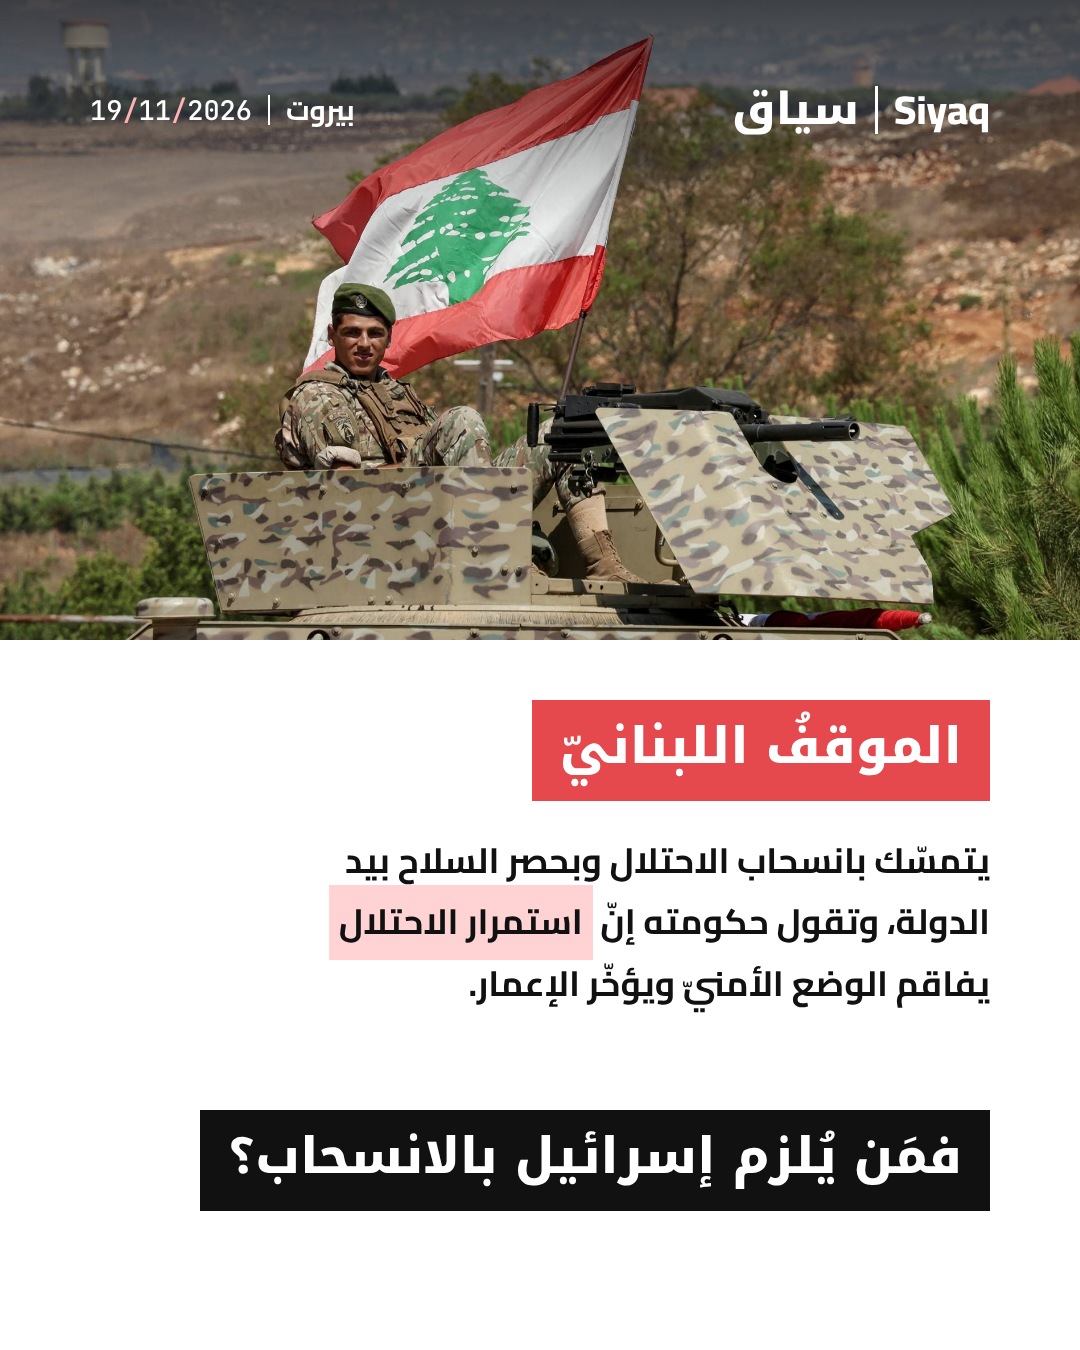 سياق | Siyaq
بيروت | 19/11/2026
الموقفُ اللبنانيّ
يتمسّك بانسحاب الاحتلال وبحصر السلاح بيد
الدولة، وتقول حكومته إنّ استمرار الاحتلال
يفاقم الوضع الأمنيّ ويؤخّر الإعمار.
فمَن يُلزم إسرائيل بالانسحاب؟